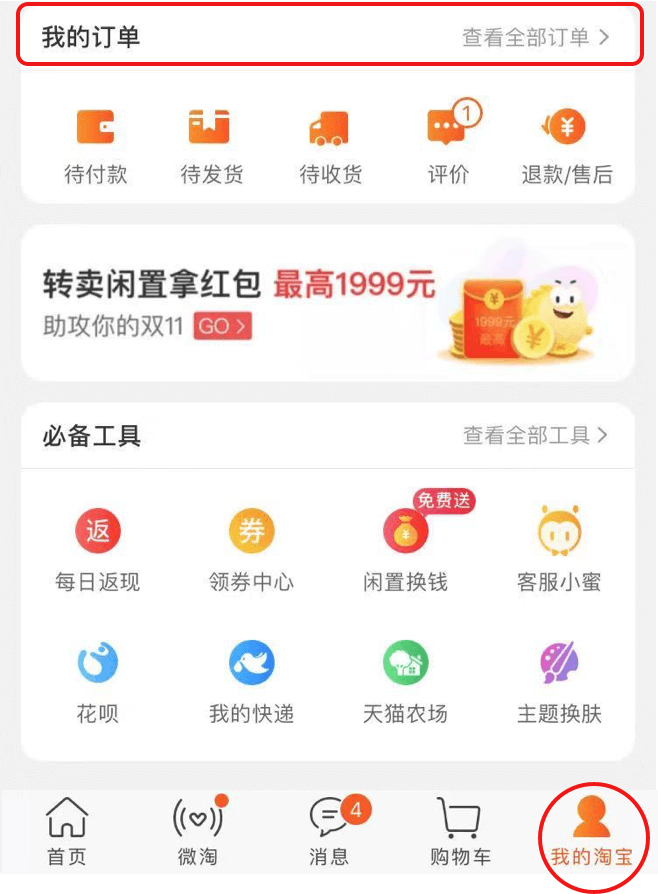 我的订单 查看全部订单 >
1
待付款 待发货 待收货 评价 退款/售后
转卖闲置拿红包 最高1999元
助攻你的双11 GO >
1999元
最高
必备工具 查看全部工具 >
免费送
返 券
每日返现 领券中心 闲置换钱 客服小蜜
花呗 我的快递 天猫农场 主题换肤
4
首页 微淘 消息 购物车 我的淘宝